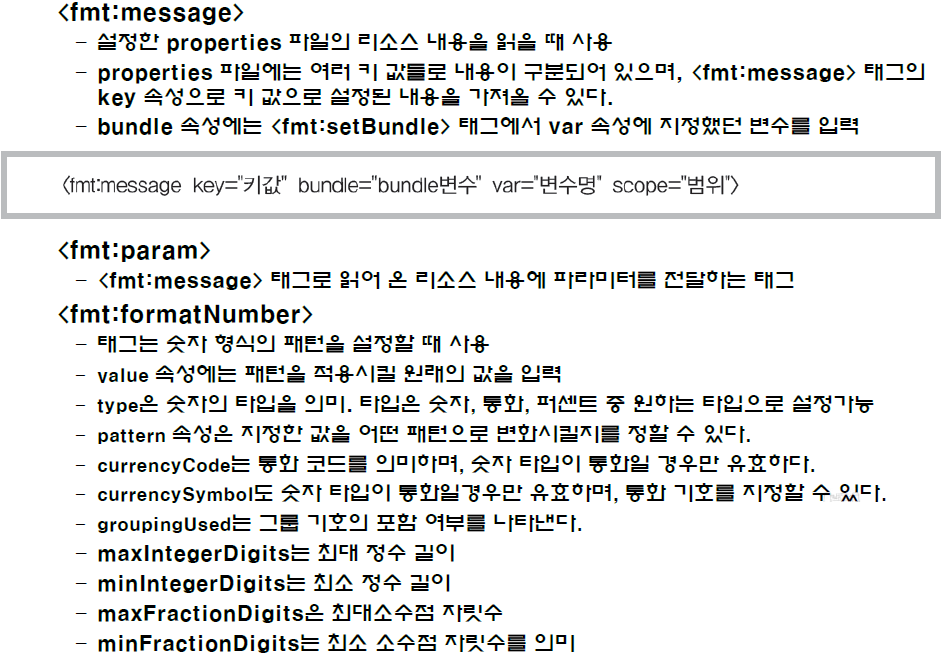 <fmt:message>
– 설정한 properties 파일의 리소스 내용을 읽을 때 사용
– properties 파일에는 여러 키 값들로 내용이 구분되어 있으며, <fmt:message> 태그의
key 속성으로 키 값으로 설정된 내용을 가져올 수 있다.
– bundle 속성에는 <fmt:setBundle> 태그에서 var 속성에 지정했던 변수를 입력
<fmt:message key="키값" bundle="bundle변수" var="변수명" scope="범위">
<fmt:param>
– <fmt:message> 태그로 읽어 온 리소스 내용에 파라미터를 전달하는 태그
<fmt:formatNumber>
– 태그는 숫자 형식의 패턴을 설정할 때 사용
– value 속성에는 패턴을 적용시킬 원래의 값을 입력
– type은 숫자의 타입을 의미. 타입은 숫자, 통화, 퍼센트 중 원하는 타입으로 설정가능
– pattern 속성은 지정한 값을 어떤 패턴으로 변화시킬지를 정할 수 있다.
– currencyCode는 통화 코드를 의미하며, 숫자 타입이 통화일 경우만 유효하다.
– currencySymbol도 숫자 타입이 통화일경우만 유효하며, 통화 기호를 지정할 수 있다.
– groupingUsed는 그룹 기호의 포함 여부를 나타낸다.
– maxIntegerDigits는 최대 정수 길이
– minIntegerDigits는 최소 정수 길이
– maxFractionDigits은 최대소수점 자릿수
– minFractionDigits는 최소 소수점 자릿수를 의미